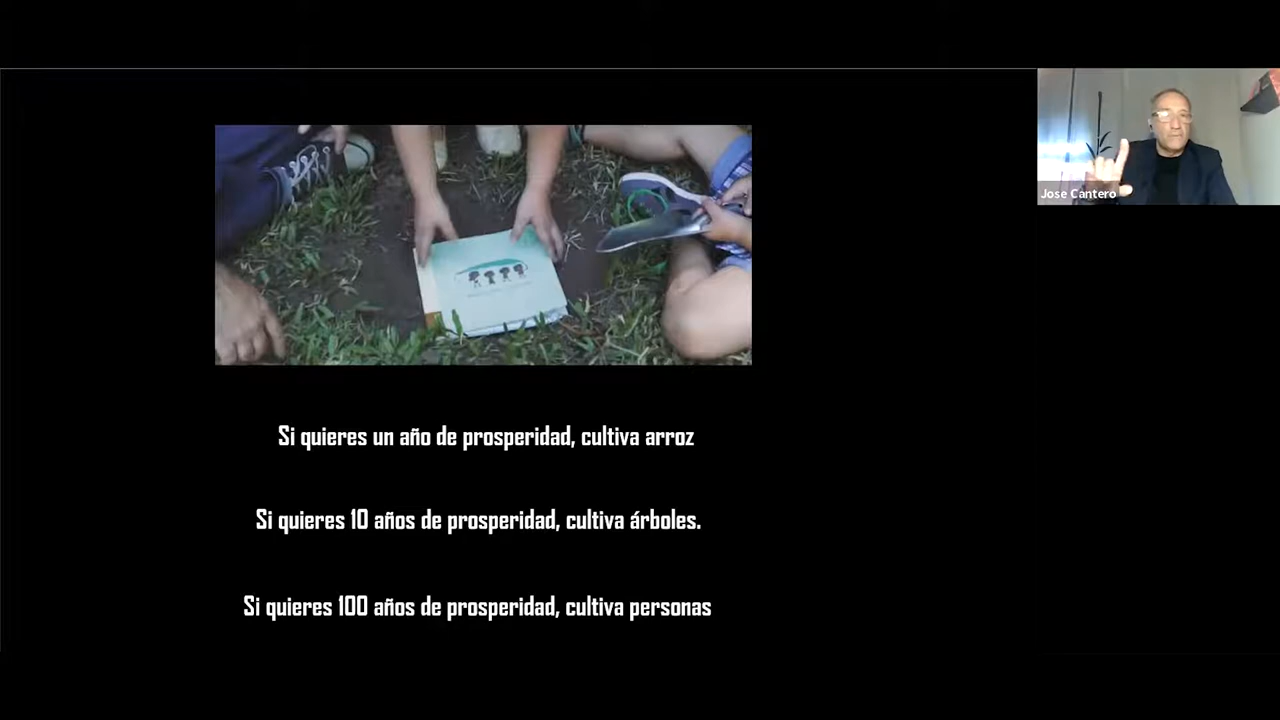 Jose Cantero
Si quieres un año de prosperidad, cultiva arroz
Si quieres 10 años de prosperidad, cultiva árboles.
Si quieres 100 años de prosperidad, cultiva personas